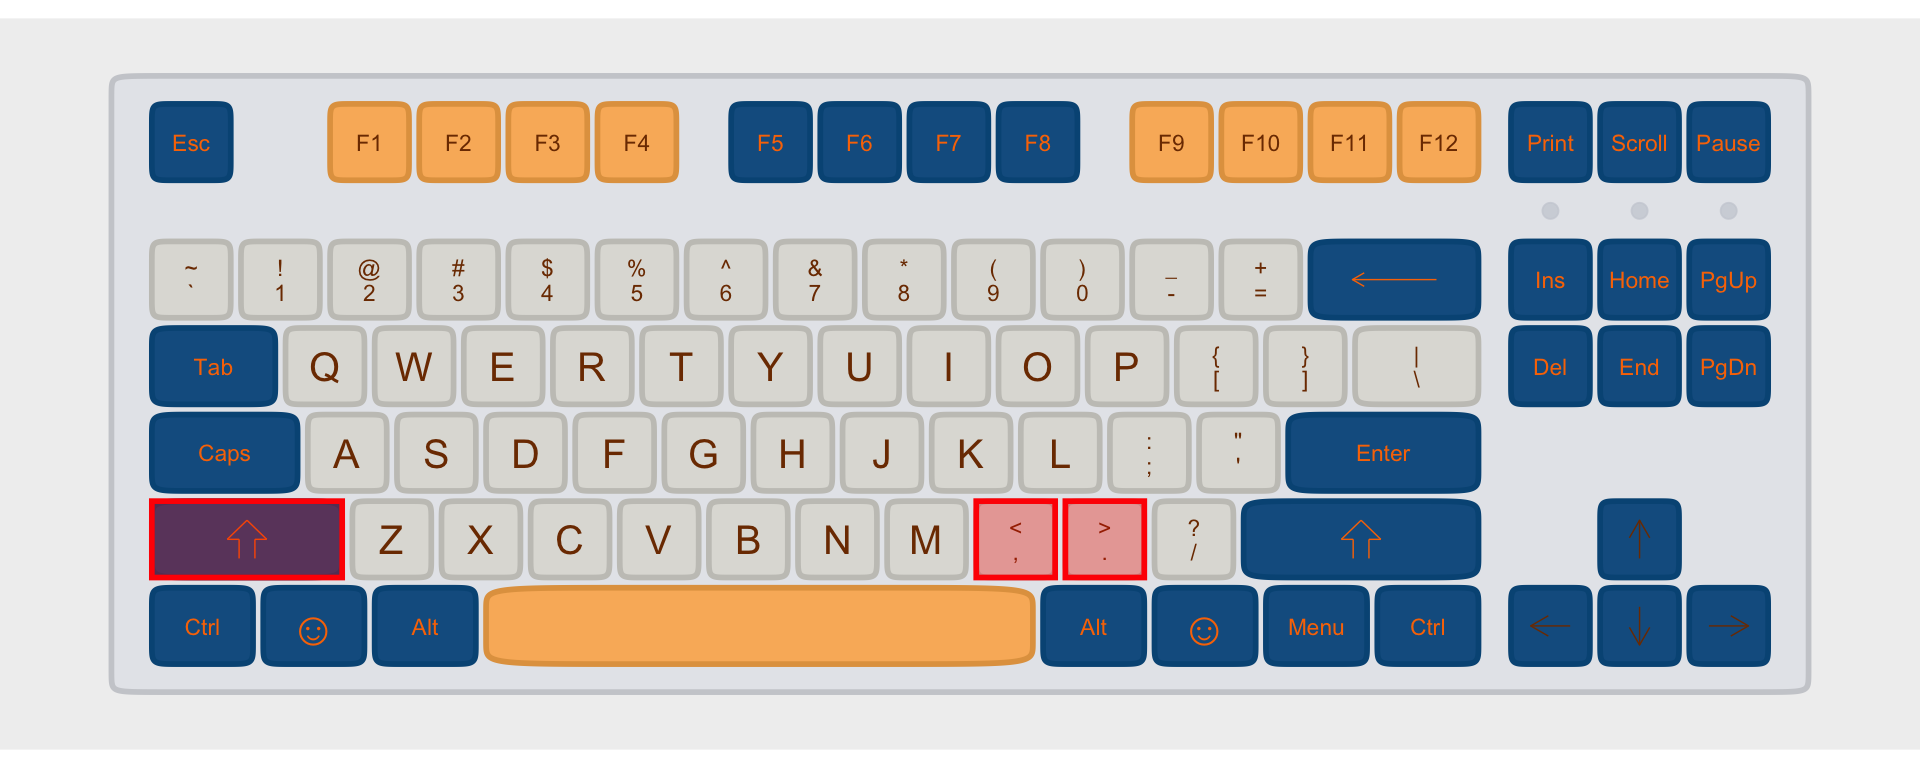 Esc F1 F2 F3 F4 F5 F6 F7 F8 F9 F10 F11 F12 Print Scroll Pause
~ ! @ # $ % ^ & * ( ) _ +
` 1 2 3 4 5 6 7 8 9 0 - = ← Ins Home PgUp
Tab Q W E R T Y U I O P { } | Del End PgDn
[ ] \
Caps A S D F G H J K L : " Enter
; '
⇧ Z X C V B N M < > ? ⇧ ↑
, . /
Ctrl ☺ Alt Alt ☺ Menu Ctrl ← ↓ →